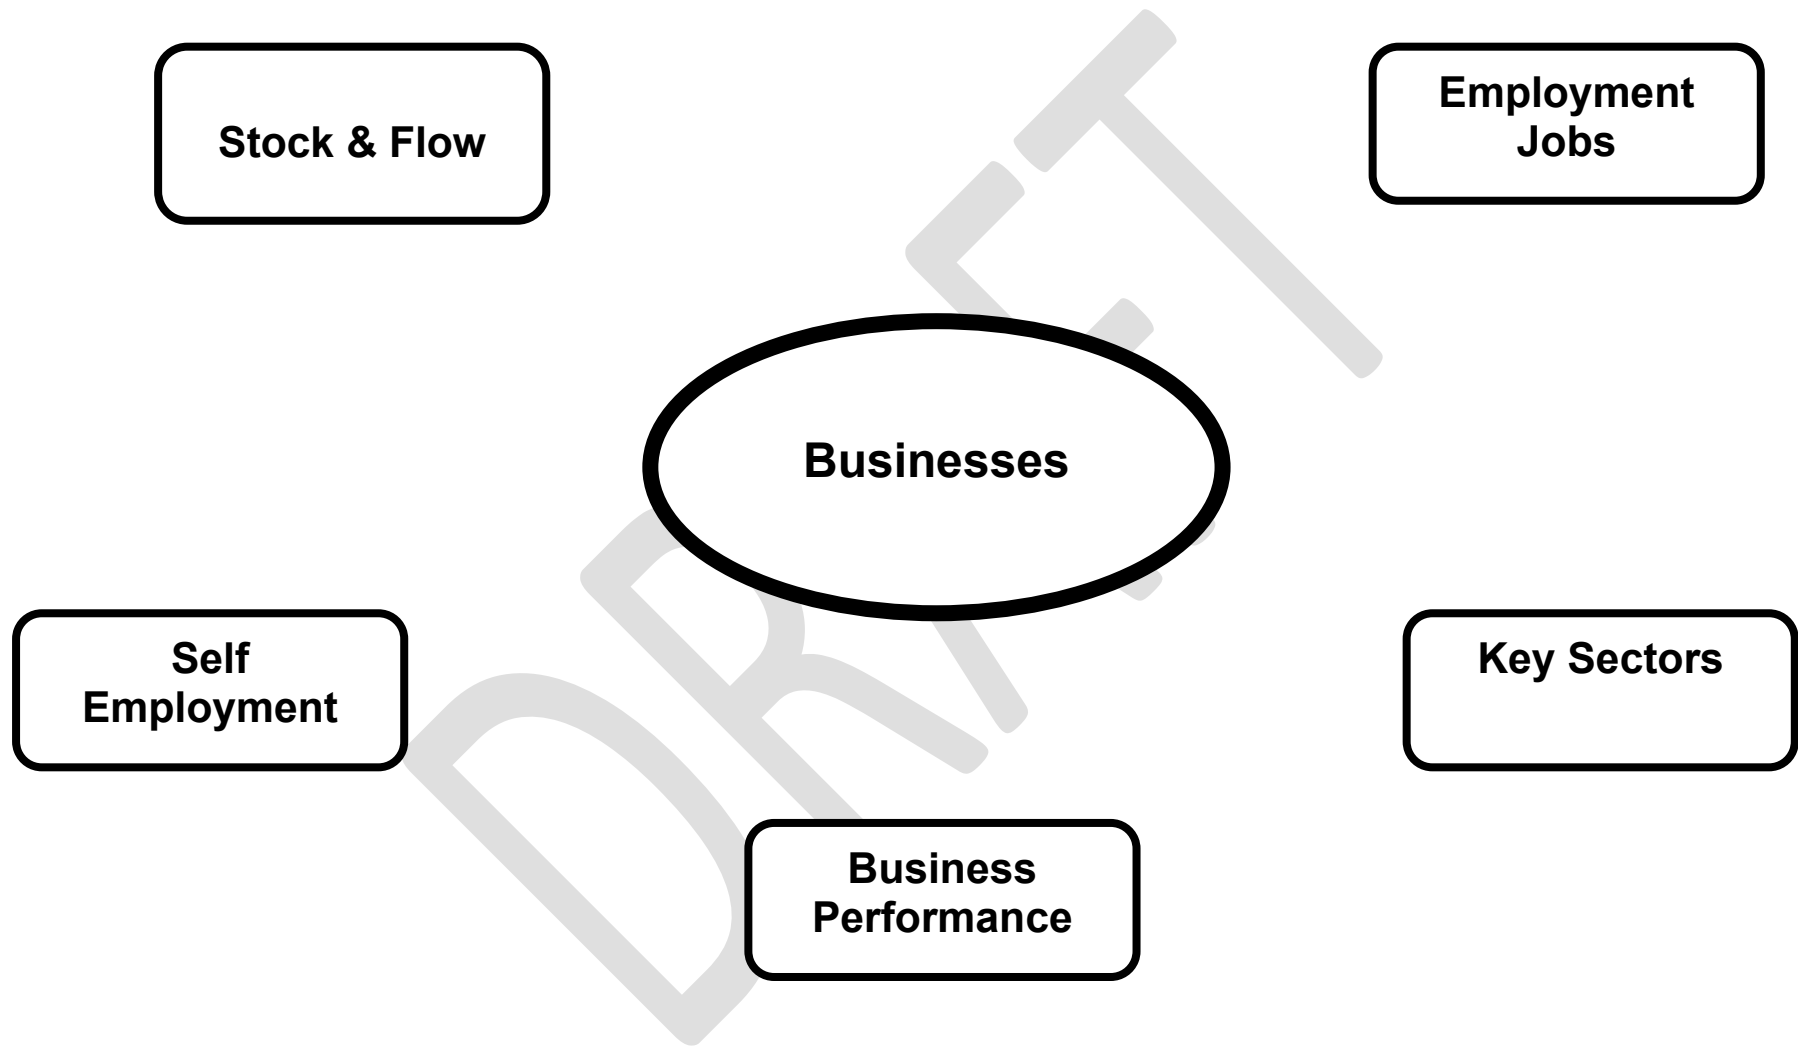 Stock & Flow
Employment
Jobs
Businesses
Self
Employment
Key Sectors
Business
Performance
DRAFT